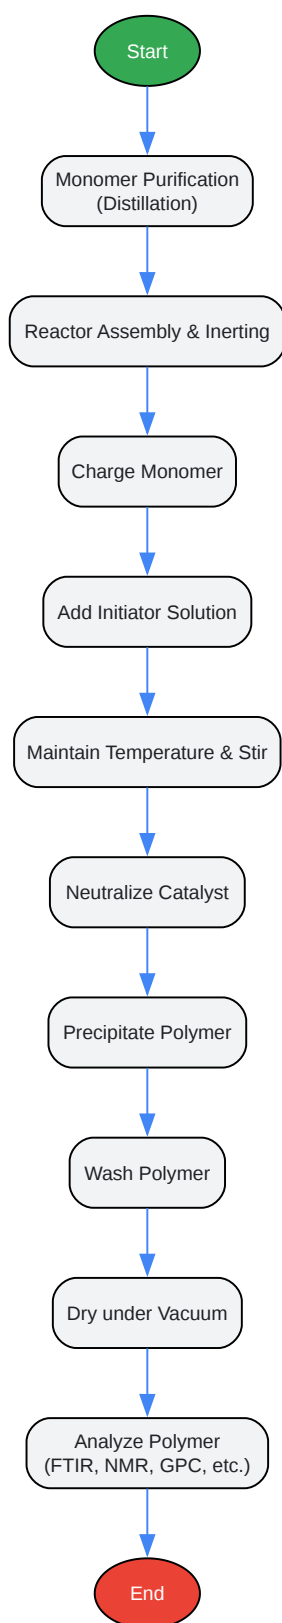 Start
Monomer Purification
(Distillation)
Reactor Assembly & Inerting
Charge Monomer
Add Initiator Solution
Maintain Temperature & Stir
Neutralize Catalyst
Precipitate Polymer
Wash Polymer
Dry under Vacuum
Analyze Polymer
(FTIR, NMR, GPC, etc.)
End